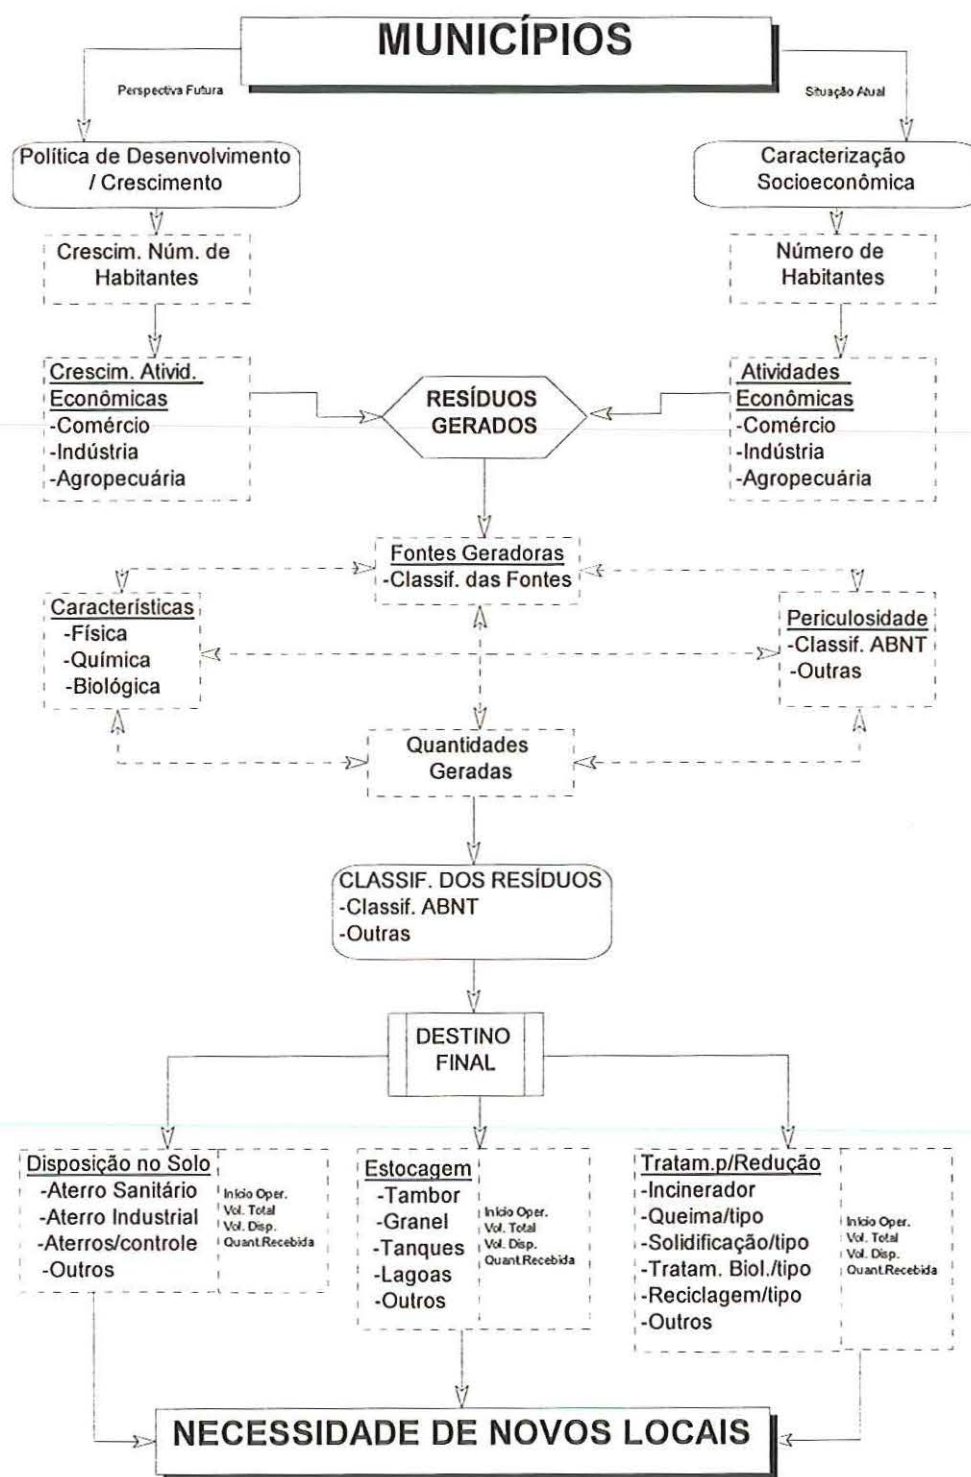 MUNICÍPIOS
Perspectiva Futura
Situação Atual
Política de Desenvolvimento
/ Crescimento
Caracterização
Socioeconômica
Crescim. Núm. de
Habitantes
Número de
Habitantes
Crescim. Ativid.
Econômicas
-Comércio
-Indústria
-Agropecuária
RESÍDUOS
GERADOS
Atividades
Econômicas
-Comércio
-Indústria
-Agropecuária
Fontes Geradoras
-Classif. das Fontes
Características
-Física
-Química
-Biológica
Periculosidade
-Classif. ABNT
-Outras
Quantidades
Geradas
CLASSIF. DOS RESÍDUOS
-Classif. ABNT
-Outras
DESTINO
FINAL
Disposição no Solo
-Aterro Sanitário
-Aterro Industrial
-Aterros/controle
-Outros
Início Oper.
Vol. Total
Vol. Disp.
Quant.Recebida
Estocagem
-Tambor
-Granel
-Tanques
-Lagoas
-Outros
Início Oper.
Vol. Total
Vol. Disp.
Quant.Recebida
Tratam.p/Redução
-Incinerador
-Queima/tipo
-Solidificação/tipo
-Tratam. Biol./tipo
-Reciclagem/tipo
-Outros
Início Oper.
Vol. Total
Vol. Disp.
Quant.Recebida
NECESSIDADE DE NOVOS LOCAIS